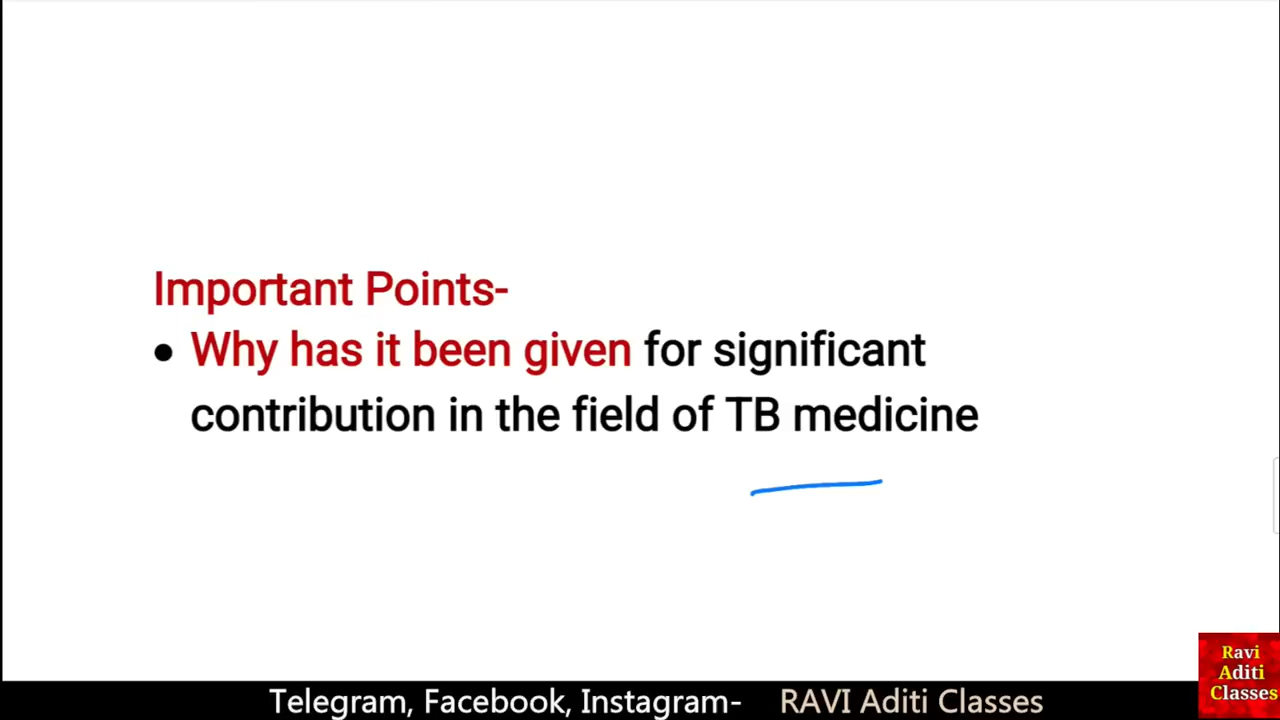 Important Points-
● Why has it been given for significant
contribution in the field of TB medicine
Ravi
Aditi
Classes
Telegram, Facebook, Instagram- RAVI Aditi Classes